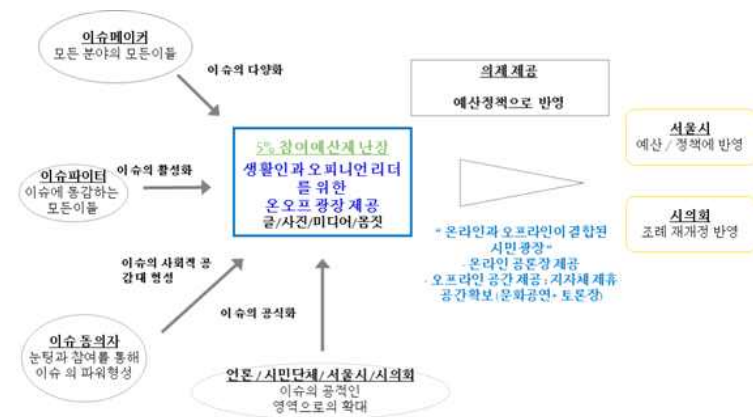 이슈메이커
모든 분야의 모든이들
이슈의 다양화
의제 제공
예산정책으로 반영
서울시
예산 / 정책에 반영
5% 참여예산제 난장
생활인과 오피니언 리더
를 위한
온오프 광장 제공
글/사진/미디어/몸짓
이슈파이터
이슈에 동감하는
모든이들
이슈의 활성화
시의회
조례 재개정 반영
" 온라인과 오프라인이 결합된
시민 광장"
- 온라인 공론장 제공
- 오프라인 공간 제공 : 지자체 제휴
공간확보 (문화공연+ 토론장)
이슈의 사회적 공
감대 형성
이슈의 공식화
이슈 동의자
눈팅과 참여를 통해
이슈 의 파워형성
언론 / 시민단체/서울시 /시의회
이슈의 공적인
영역으로의 확대